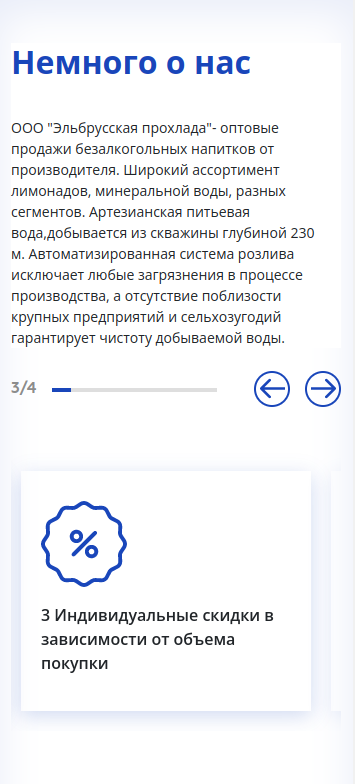 Немного о нас
ООО "Эльбрусская прохлада"- оптовые
продажи безалкогольных напитков от
производителя. Широкий ассортимент
лимонадов, минеральной воды, разных
сегментов. Артезианская питьевая
вода,добывается из скважины глубиной 230
м. Автоматизированная система розлива
исключает любые загрязнения в процессе
производства, а отсутствие поблизости
крупных предприятий и сельхозугодий
гарантирует чистоту добываемой воды.
3/4
%
3 Индивидуальные скидки в
зависимости от объема
покупки